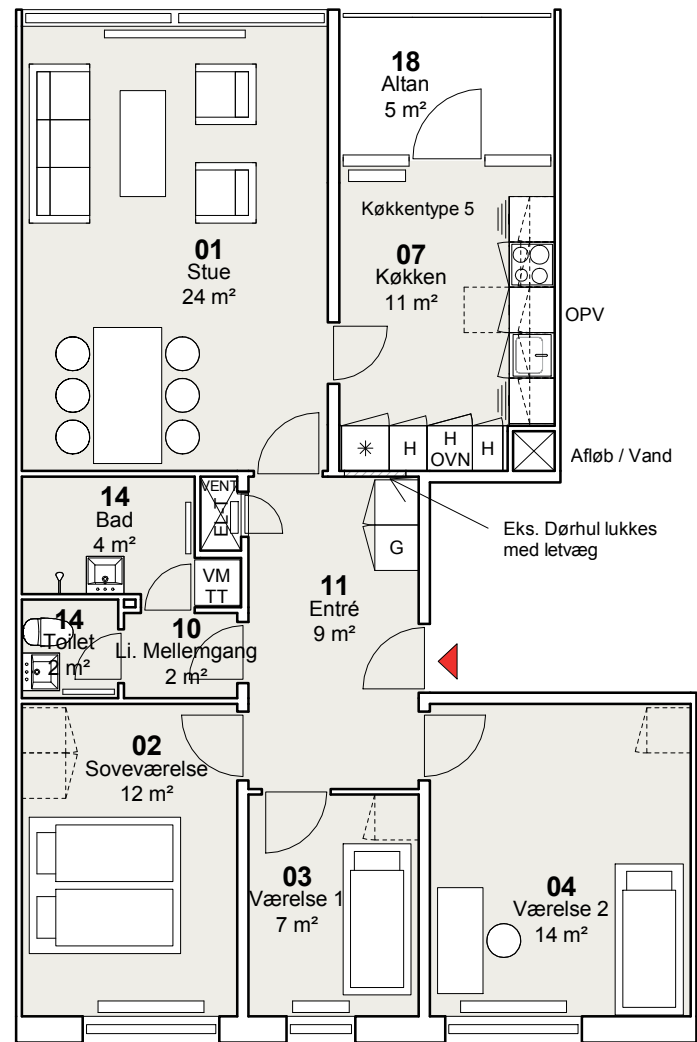 18
Altan
5 m²
Køkkentype 5
01
Stue
24 m²
07
Køkken
11 m²
OPV
H
H
OVN
H
Afløb / Vand
VENT
ELT
14
Bad
4 m²
G
Eks. Dørhul lukkes
med letvæg
VM
TT
11
Entré
9 m²
14
Toilet
2 m²
10
Li. Mellemgang
2 m²
02
Soveværelse
12 m²
03
Værelse 1
7 m²
04
Værelse 2
14 m²